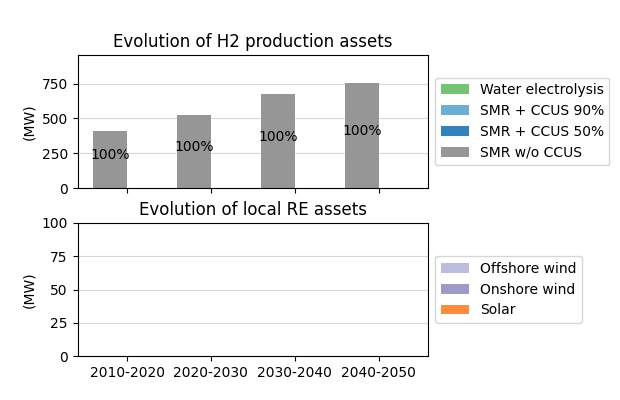 Evolution of H2 production assets
(MW)
750
500
250
0
100%
100%
100%
100%
Water electrolysis
SMR + CCUS 90%
SMR + CCUS 50%
SMR w/o CCUS
Evolution of local RE assets
(MW)
100
75
50
25
0
2010-2020
2020-2030
2030-2040
2040-2050
Offshore wind
Onshore wind
Solar